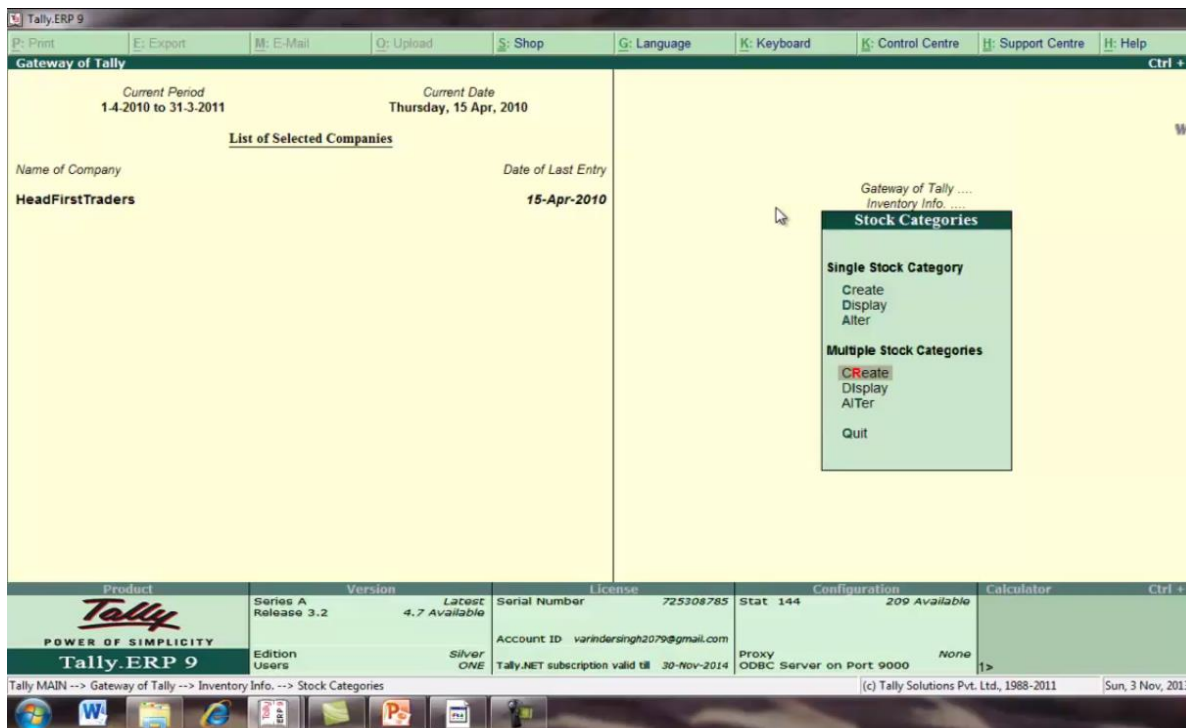 Tally.ERP 9
P: Print E: Export M: E-Mail O: Upload S: Shop G: Language K: Keyboard K: Control Centre H: Support Centre H: Help
Gateway of Tally Ctrl +
Current Period Current Date
1-4-2010 to 31-3-2011 Thursday, 15 Apr, 2010
List of Selected Companies
Name of Company Date of Last Entry
HeadFirstTraders 15-Apr-2010
W
Gateway of Tally ....
Inventory Info. ....
Stock Categories
Single Stock Category
Create
Display
Alter
Multiple Stock Categories
CReate
DIsplay
AlTer
Quit
Product Version License Configuration Calculator Ctrl +
Tally
POWER OF SIMPLICITY
Tally.ERP 9
Series A Latest
Release 3.2 4.7 Available
Edition Silver
Users ONE
Serial Number 725308785
Account ID varindersingh2079@gmail.com
Tally.NET subscription valid till 30-Nov-2014
Stat 144 209 Available
Proxy None
ODBC Server on Port 9000
1>
Tally MAIN --> Gateway of Tally --> Inventory Info. --> Stock Categories (c) Tally Solutions Pvt. Ltd., 1988-2011 Sun, 3 Nov, 201